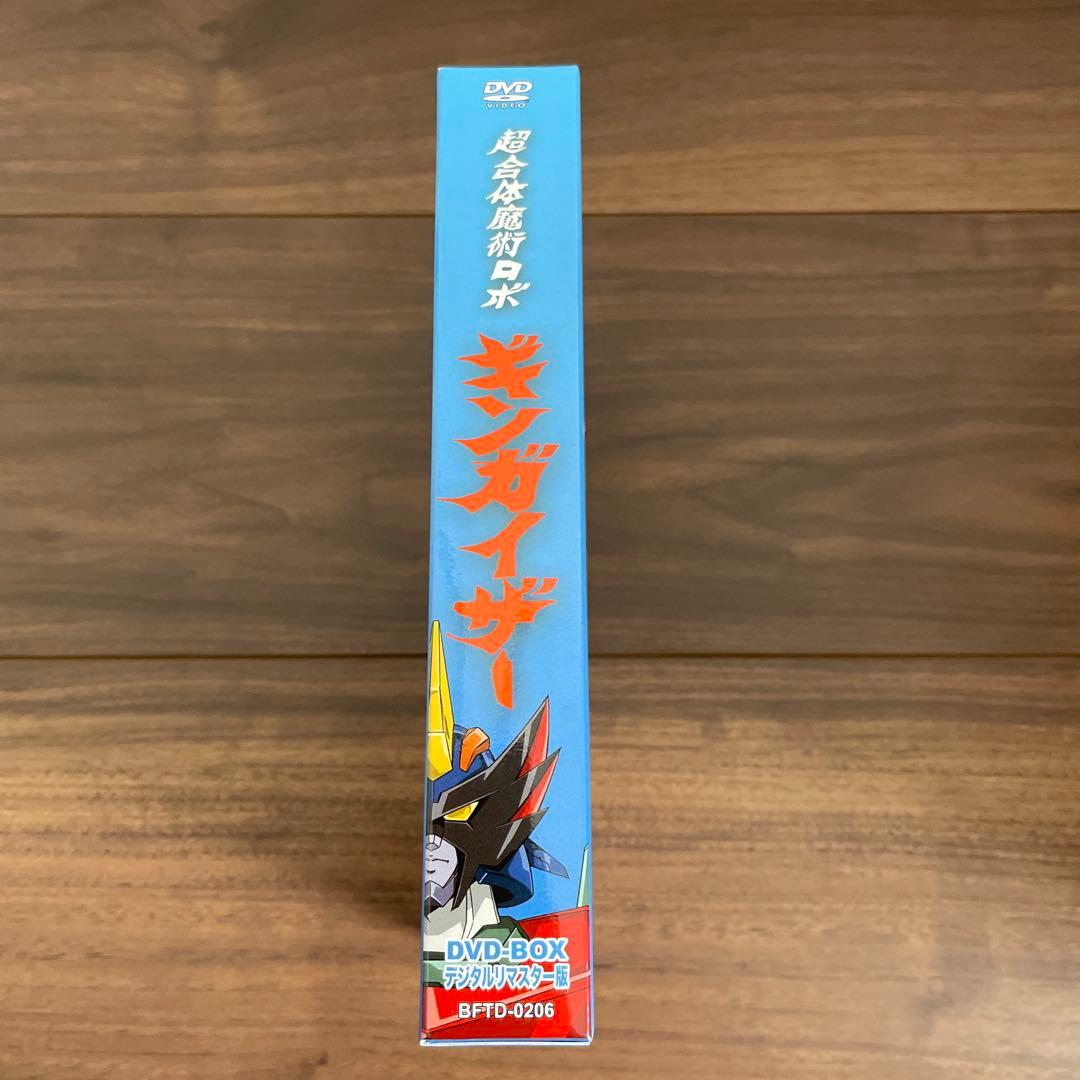 DVD
VIDEO
超合体魔術ロボ
ギンガイザー
DVD-BOX
デジタルリマスター版
BFTD-0206